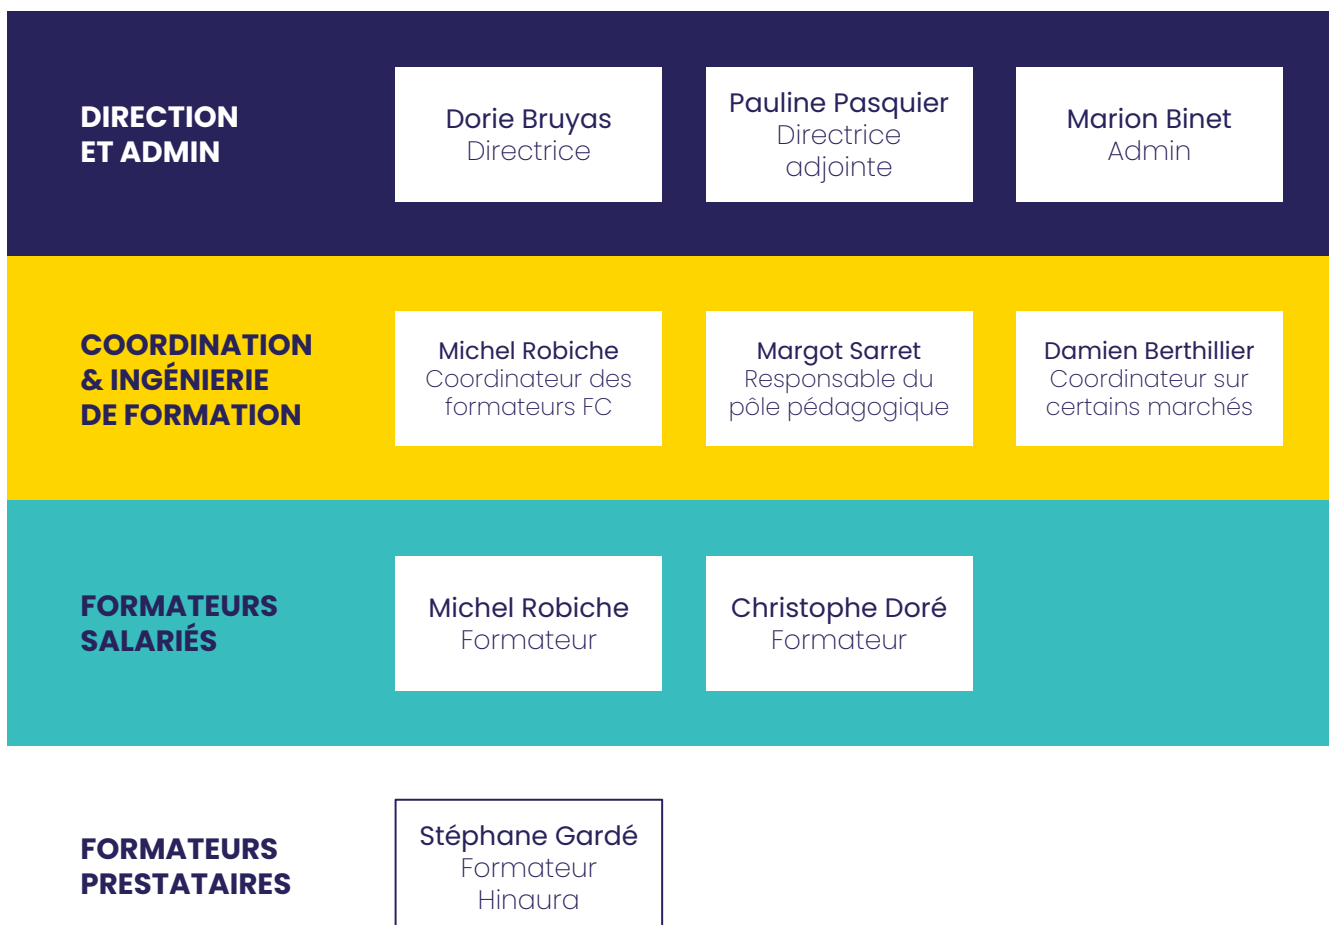 DIRECTION
ET ADMIN
Dorie Bruyas
Directrice
Pauline Pasquier
Directrice
adjointe
Marion Binet
Admin
COORDINATION
& INGÉNIERIE
DE FORMATION
Michel Robiche
Coordinateur des
formateurs FC
Margot Sarret
Responsable du
pôle pédagogique
Damien Berthillier
Coordinateur sur
certains marchés
FORMATEURS
SALARIÉS
Michel Robiche
Formateur
Christophe Doré
Formateur
FORMATEURS
PRESTATAIRES
Stéphane Gardé
Formateur
Hinaura